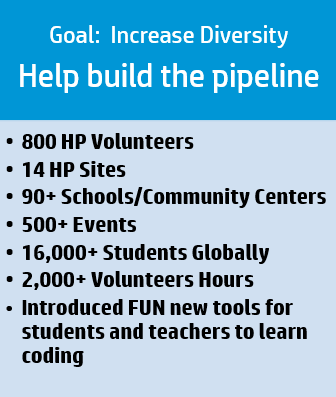 Goal:  Increase Diversity
Help build the pipeline
• 800 HP Volunteers
• 14 HP Sites
• 90+ Schools/Community Centers
• 500+ Events
• 16,000+ Students Globally
• 2,000+ Volunteers Hours
• Introduced FUN new tools for
students and teachers to learn
coding